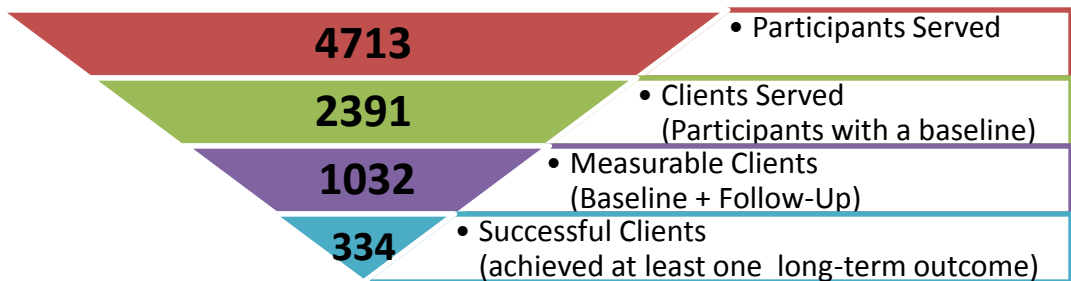 4713
• Participants Served
2391
• Clients Served
(Participants with a baseline)
1032
• Measurable Clients
(Baseline + Follow-Up)
334
• Successful Clients
(achieved at least one long-term outcome)